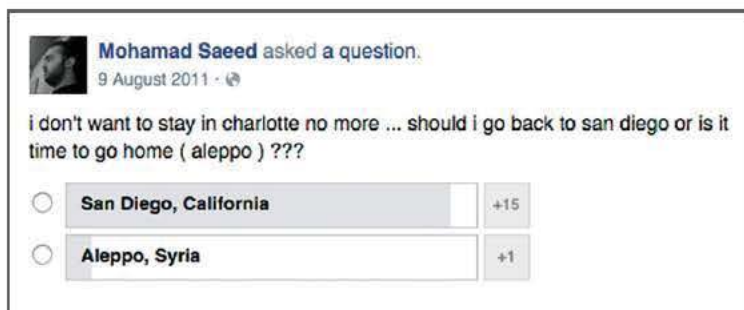 Mohamad Saeed asked a question.
9 August 2011 ·
i don't want to stay in charlotte no more ... should i go back to san diego or is it
time to go home ( aleppo ) ???
San Diego, California +15
Aleppo, Syria +1